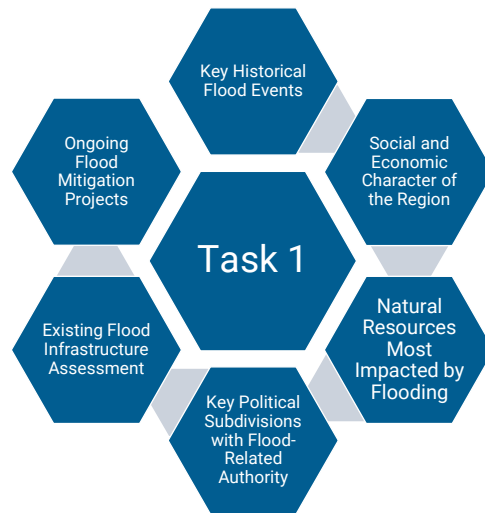 Key Historical
Flood Events
Social and
Economic
Character of
the Region
Natural
Resources
Most
Impacted by
Flooding
Key Political
Subdivisions
with Flood-
Related
Authority
Existing Flood
Infrastructure
Assessment
Ongoing
Flood
Mitigation
Projects
Task 1